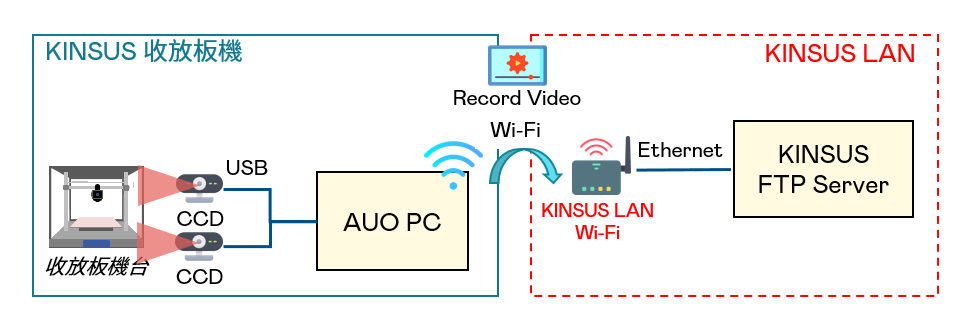 KINSUS 收放板機
KINSUS LAN
Record Video
Wi-Fi
USB
CCD
CCD
收放板機台
AUO PC
KINSUS LAN
Wi-Fi
Ethernet
KINSUS
FTP Server